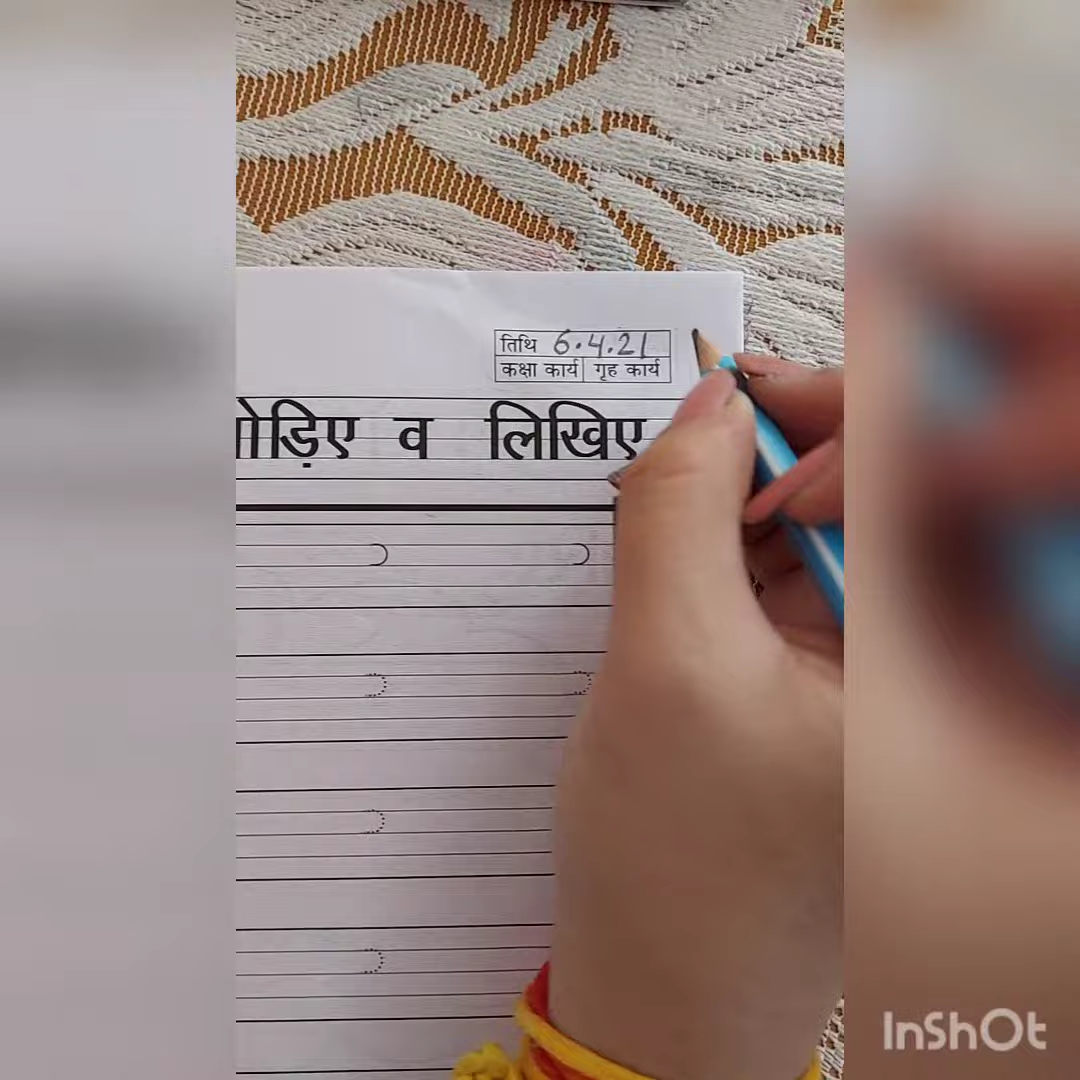 तिथि 6.4.21
कक्षा कार्य गृह कार्य
ोड़िए व लिखिए
InShOt